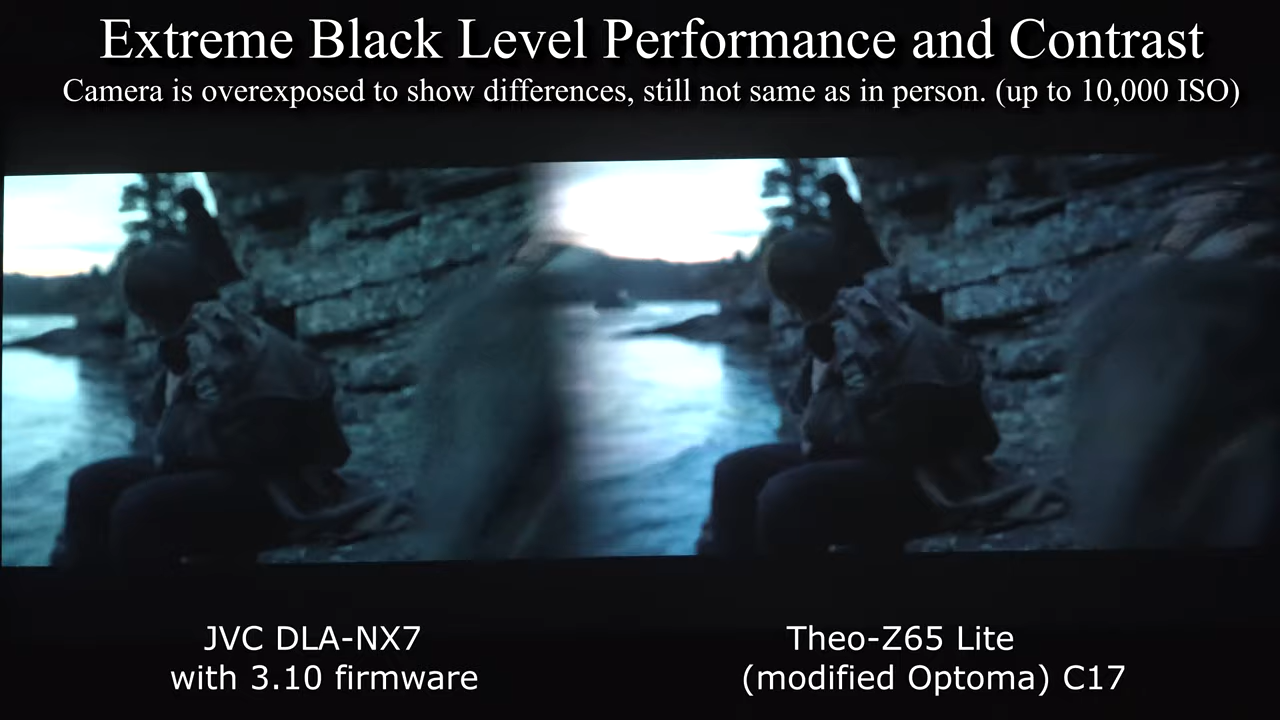 Extreme Black Level Performance and Contrast
Camera is overexposed to show differences, still not same as in person. (up to 10,000 ISO)
JVC DLA-NX7
with 3.10 firmware
Theo-Z65 Lite
(modified Optoma) C17